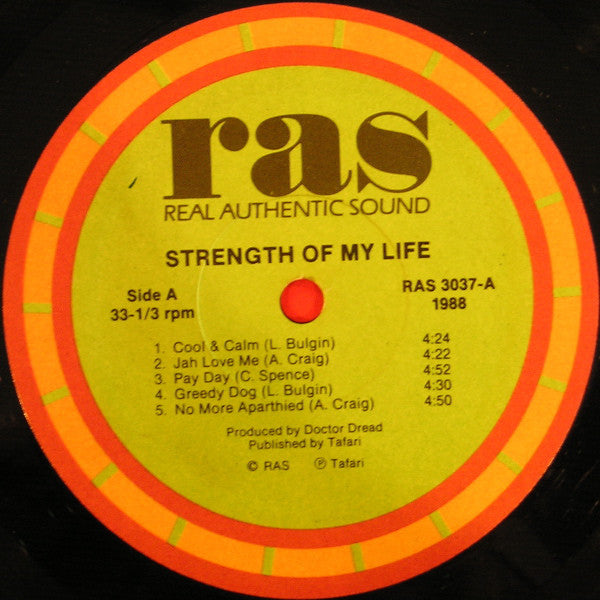 ras
REAL AUTHENTIC SOUND
STRENGTH OF MY LIFE
Side A
33-1/3 rpm
RAS 3037-A
1988
1. Cool & Calm (L. Bulgin) 4:24
2. Jah Love Me (A. Craig) 4:22
3. Pay Day (C. Spence) 4:52
4. Greedy Dog (L. Bulgin) 4:30
5. No More Aparthied (A. Craig) 4:50
Produced by Doctor Dread
Published by Tafari
© RAS ℗ Tafari